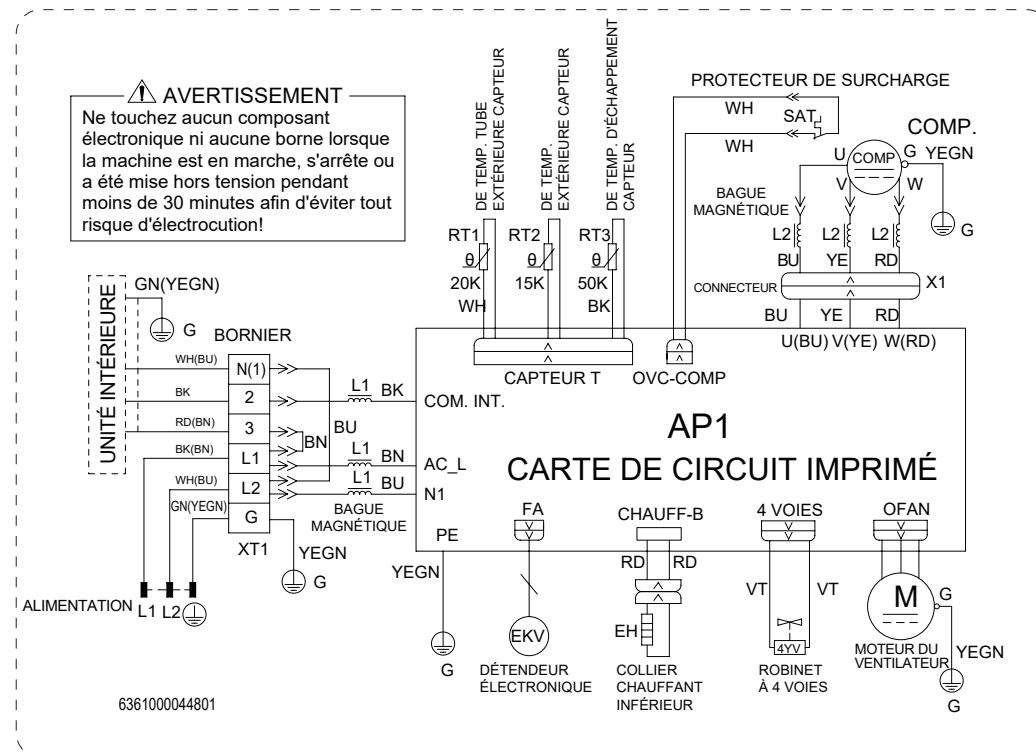 AVERTISSEMENT
Ne touchez aucun composant
électronique ni aucune borne lorsque
la machine est en marche, s'arrête ou
a été mise hors tension pendant
moins de 30 minutes afin d'éviter tout
risque d'électrocution!
DE TEMP. TUBE
EXTÉRIEURE CAPTEUR
DE TEMP.
EXTÉRIEUR CAPTEUR
DE TEMP. D'ÉCHAPPEMENT
CAPTEUR
RT1
θ
20K
WH
RT2
θ
15K
RT3
θ
50K
BK
CAPTEUR T
PROTECTEUR DE SURCHARGE
WH
SAT
WH
OVC-COMP
COMP.
U
COMP
G
YEGN
V
W
G
BAGUE
MAGNÉTIQUE
L2
L2
L2
BU
YE
RD
CONNECTEUR
X1
BU
YE
RD
U(BU) V(YE) W(RD)
UNITÉ INTÉRIEURE
GN(YEGN)
G
BORNIER
WH(BU)
N(1)
BK
2
RD(BN)
3
BK(BN)
L1
WH(BU)
L2
GN(YEGN)
G
XT1
YEGN
G
BU
BN
L1
BK
L1
BN
L1
BU
BAGUE
MAGNÉTIQUE
COM. INT.
AC_L
N1
PE
AP1
CARTE DE CIRCUIT IMPRIMÉ
ALIMENTATION
L1 L2
YEGN
G
FA
EKV
DÉTENDEUR
ÉLECTRONIQUE
CHAUFF-B
RD
RD
EH
COLLIER
CHAUFFANT
INFÉRIEUR
4 VOIES
VT
VT
4YV
ROBINET
À 4 VOIES
OFAN
M
G
MOTEUR DU
VENTILATEUR
YEGN
G
6361000044801